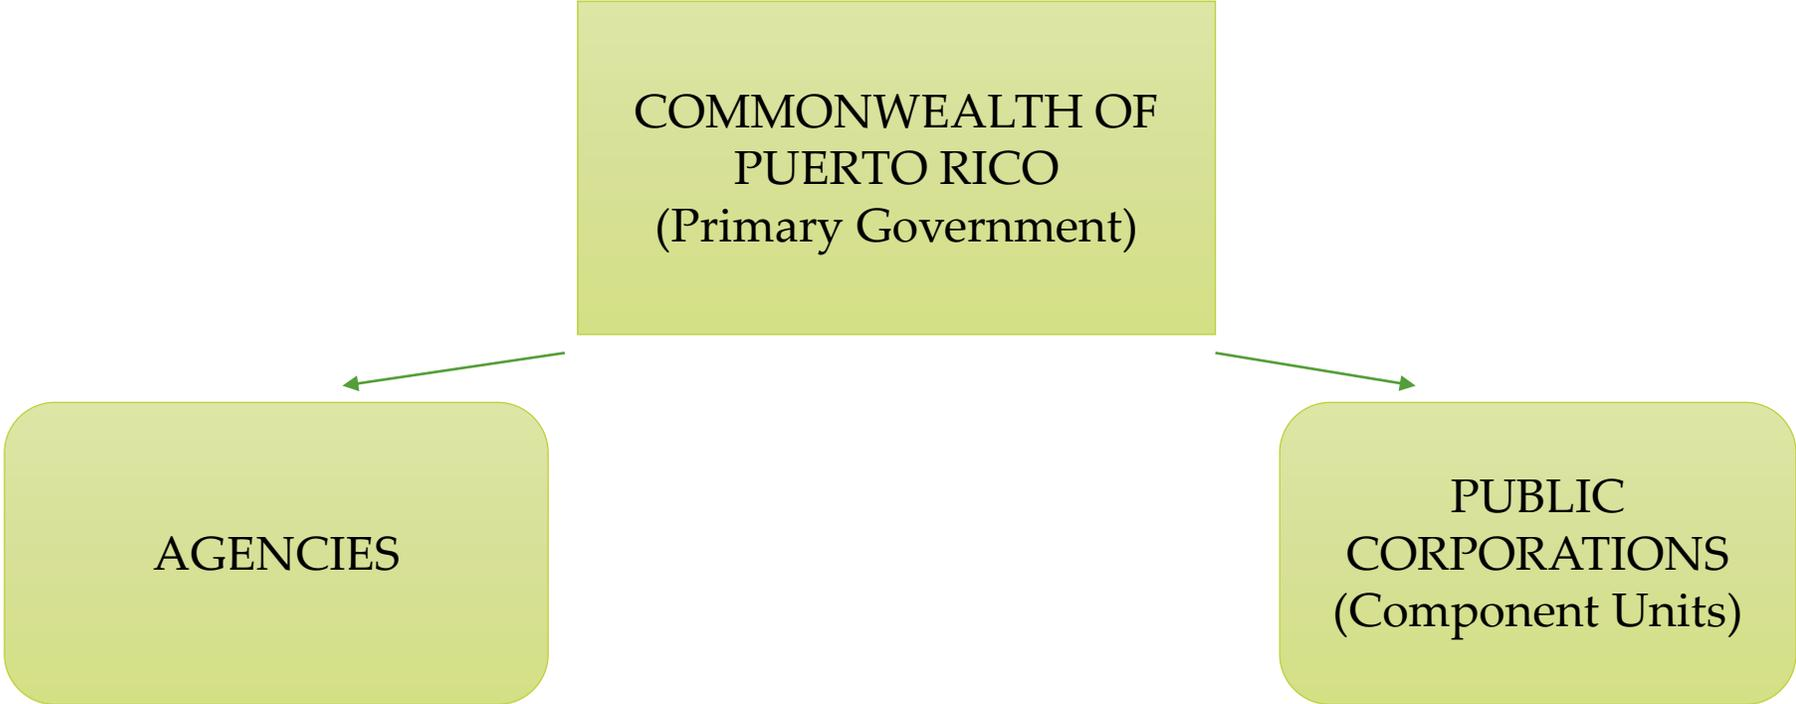 COMMONWEALTH OF
PUERTO RICO
(Primary Government)
AGENCIES
PUBLIC
CORPORATIONS
(Component Units)